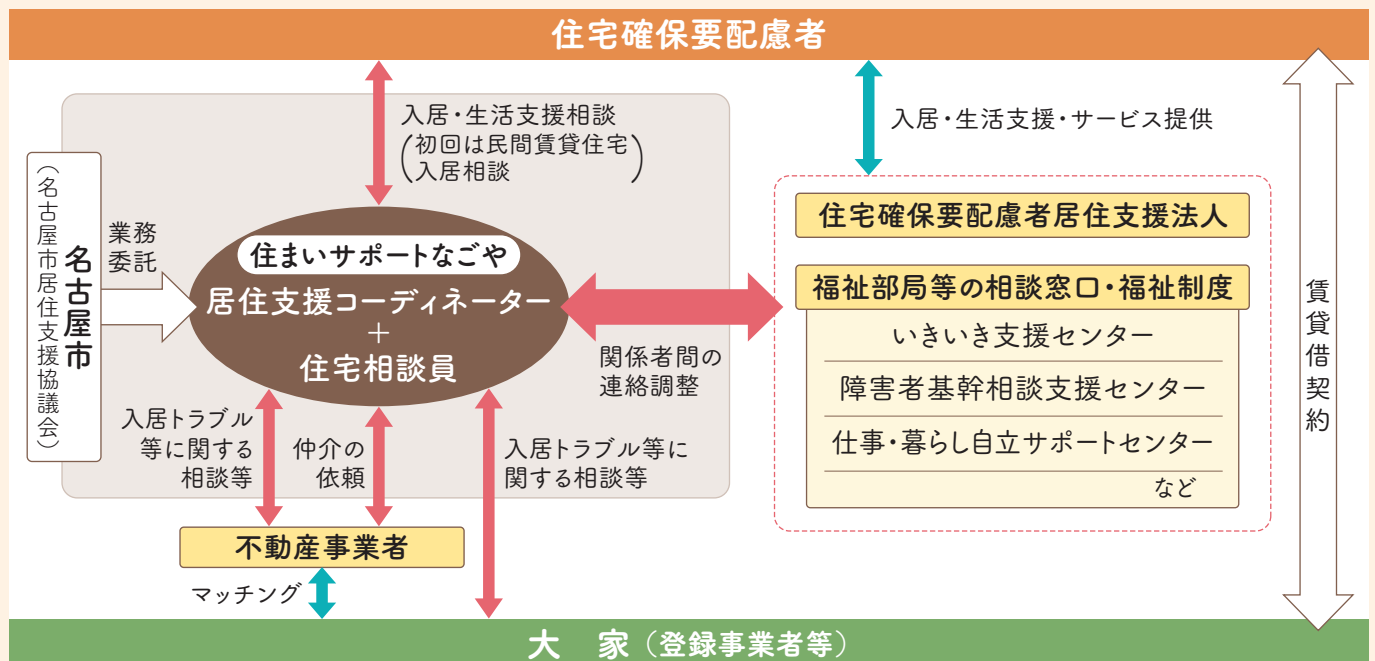 住宅確保要配慮者
入居・生活支援相談
(初回は民間賃貸住宅
入居相談)
入居・生活支援・サービス提供
名古屋市
(名古屋市居住支援協議会)
業務
委託
住まいサポートなごや
居住支援コーディネーター
+
住宅相談員
関係者間の
連絡調整
住宅確保要配慮者居住支援法人
福祉部局等の相談窓口・福祉制度
いきいき支援センター
障害者基幹相談支援センター
仕事・暮らし自立サポートセンター
など
賃貸借契約
入居トラブル
等に関する
相談等
仲介の
依頼
入居トラブル等に
関する相談等
不動産事業者
マッチング
大　家(登録事業者等)